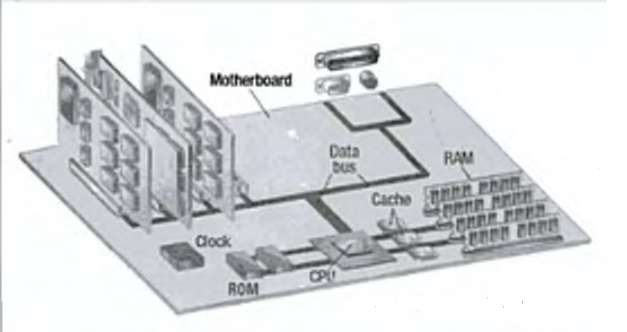 Motherboard
Data
bus
RAM
Cache
Clock
CPU
ROM